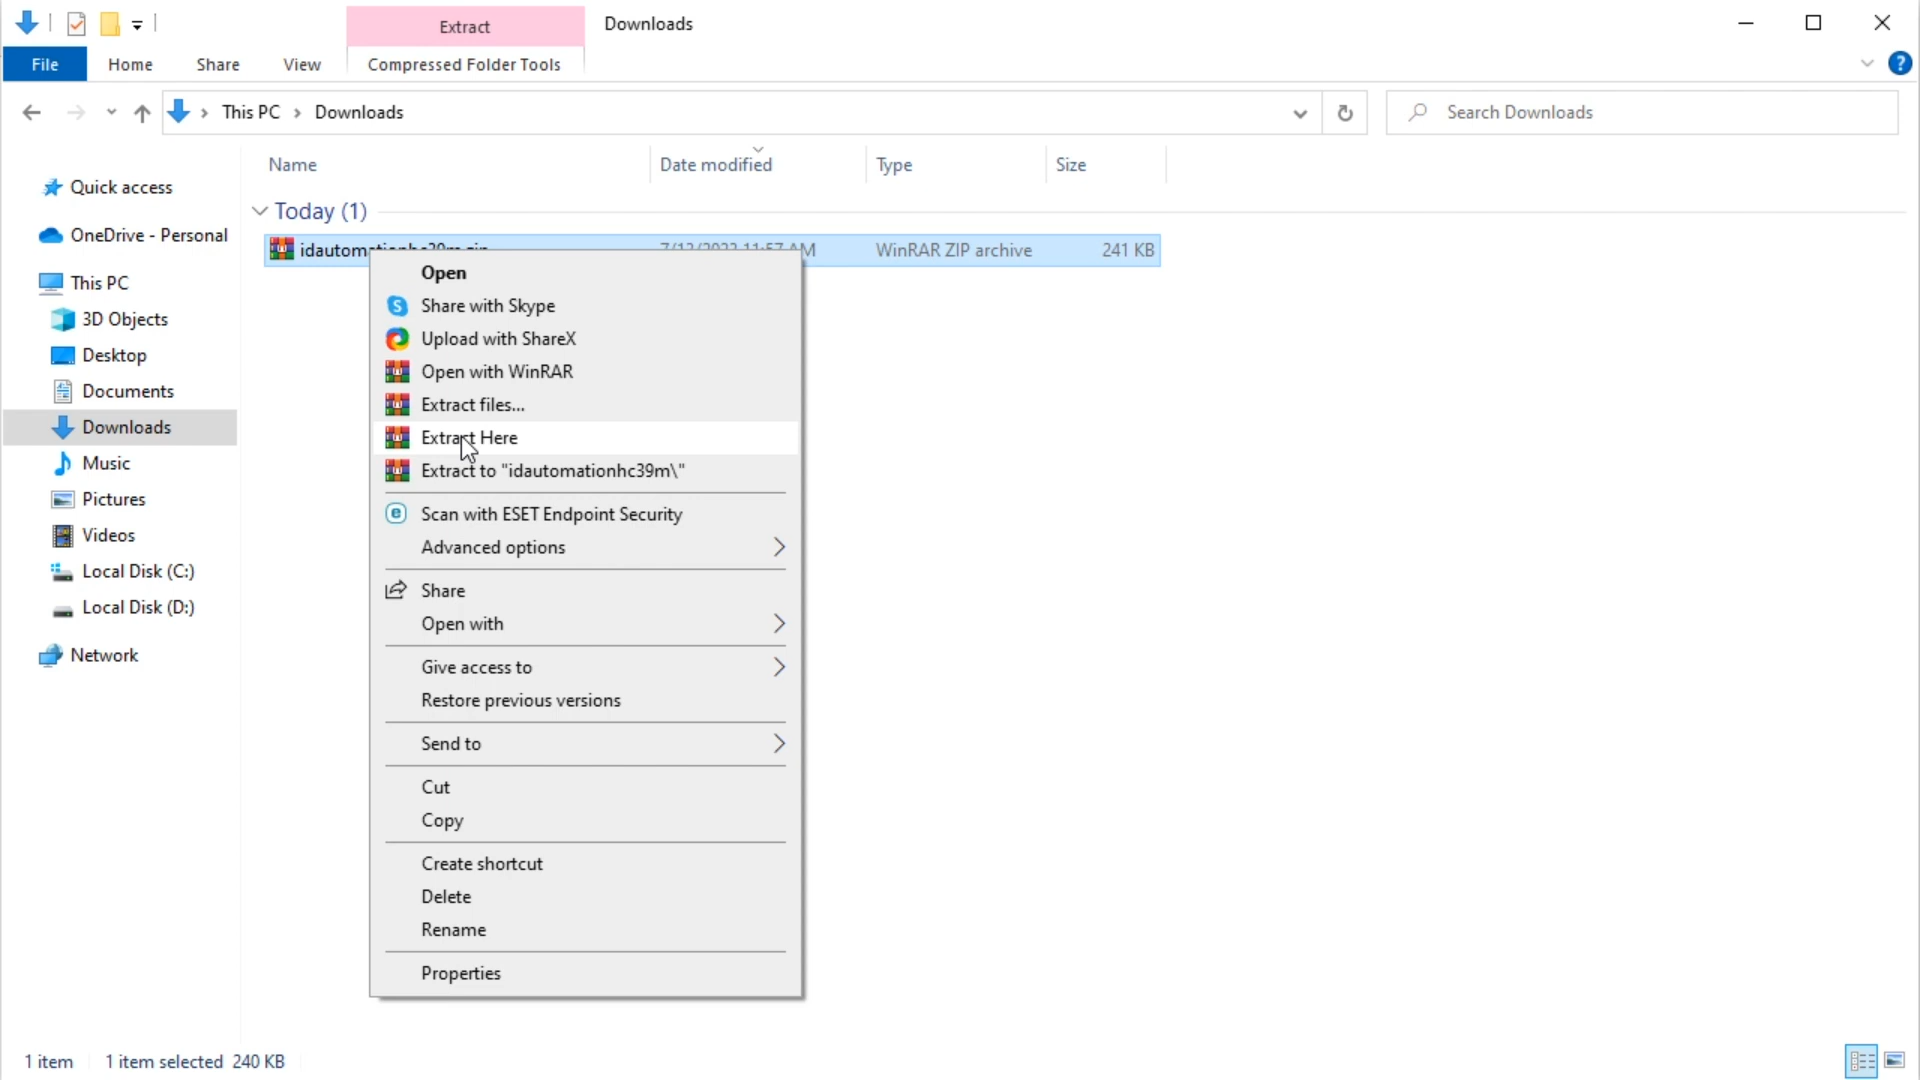 Extract
Downloads
File
Home
Share
View
Compressed Folder Tools
This PC
Downloads
Search Downloads
Name
Date modified
Type
Size
Quick access
OneDrive - Personal
This PC
3D Objects
Desktop
Documents
Downloads
Music
Pictures
Videos
Local Disk (C:)
Local Disk (D:)
Network
Today (1)
WinRAR ZIP archive
241 KB
Open
Share with Skype
Upload with ShareX
Open with WinRAR
Extract files...
Extract Here
Extract to "idautomationhc39m\"
Scan with ESET Endpoint Security
Advanced options
Share
Open with
Give access to
Restore previous versions
Send to
Cut
Copy
Create shortcut
Delete
Rename
Properties
1 item
1 item selected 240 KB